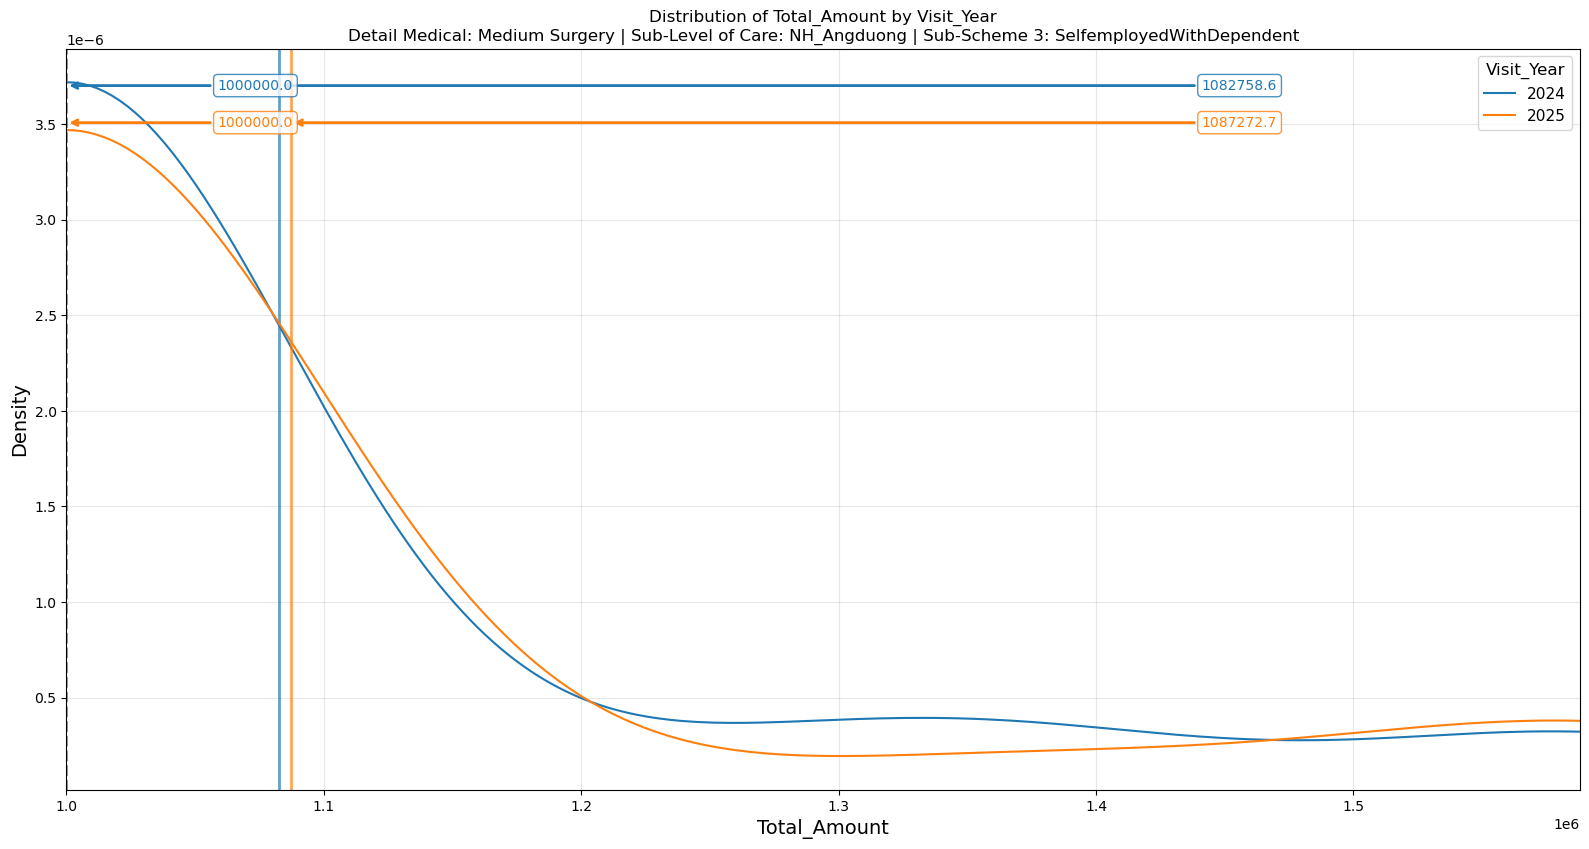 Distribution of Total_Amount by Visit_Year
Detail Medical: Medium Surgery | Sub-Level of Care: NH_Angduong | Sub-Scheme 3: SelfemployedWithDependent
1e−6
1000000.0
1082758.6
1000000.0
1087272.7
Visit_Year
2024
2025
3.5
3.0
2.5
2.0
1.5
1.0
0.5
Density
1.0
1.1
1.2
1.3
1.4
1.5
1e6
Total_Amount